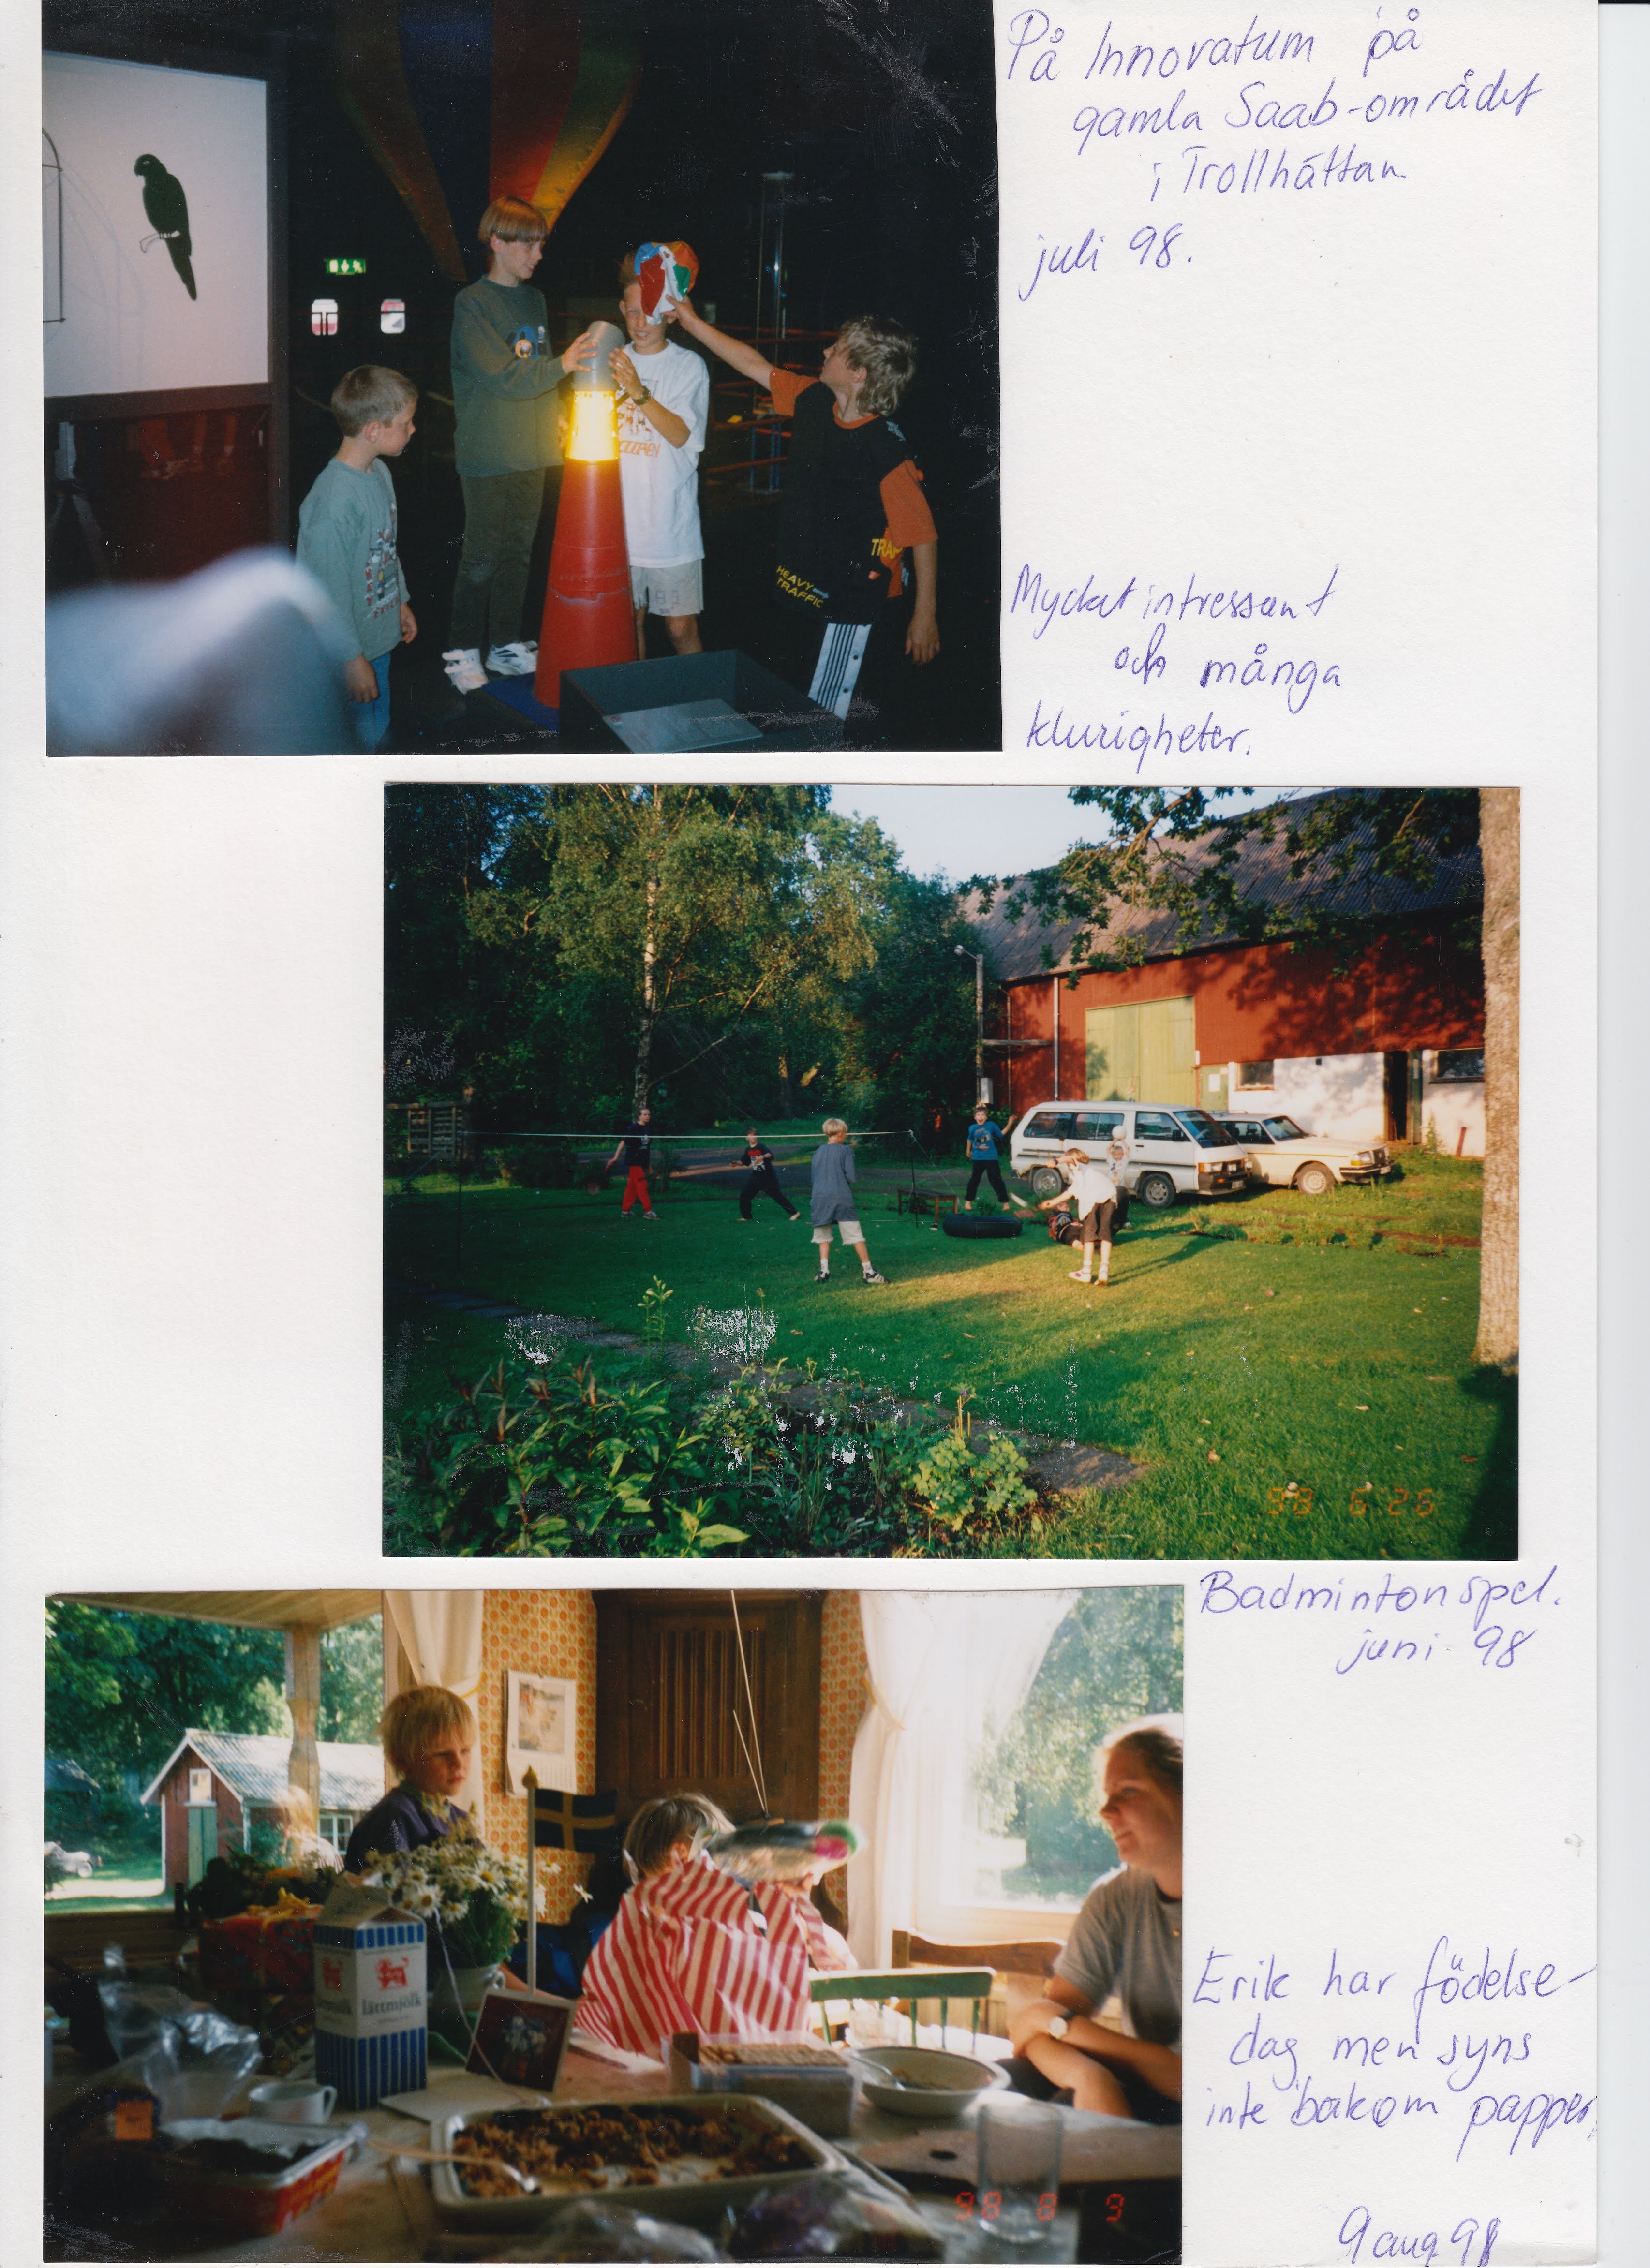 På Innovatum på
gamla Saab-området
i Trollhättan
juli 98.
HEAVY
TRAFFIC
TRAF
Mycket intressant
och många
klurigheter.
98 6 26
Badmintonspel.
juni 98
lättmjölk
Erik har födelse-
dag men syns
inte bakom papper.
98 8 9
9 aug 98